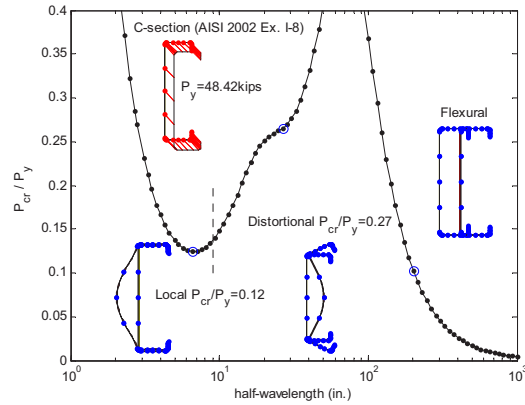 C-section (AISI 2002 Ex. I-8)
P_y=48.42kips
Flexural
Distortional P_cr/P_y=0.27
Local P_cr/P_y=0.12
P_cr / P_y
0.4
0.35
0.3
0.25
0.2
0.15
0.1
0.05
0
10^0
10^1
10^2
10^3
half-wavelength (in.)